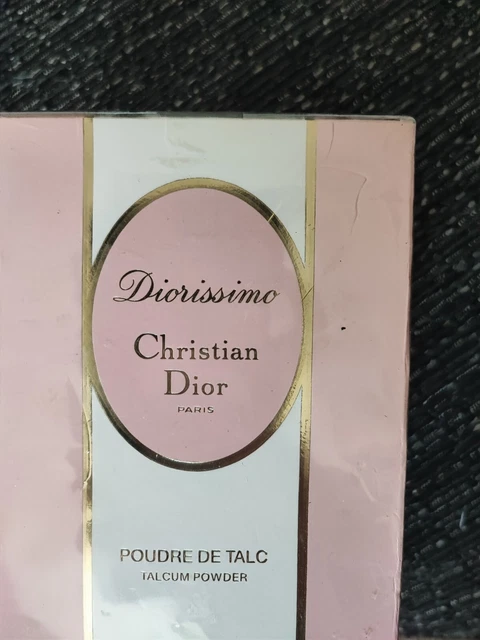 Diorissimo
Christian
Dior
PARIS
POUDRE DE TALC
TALCUM POWDER